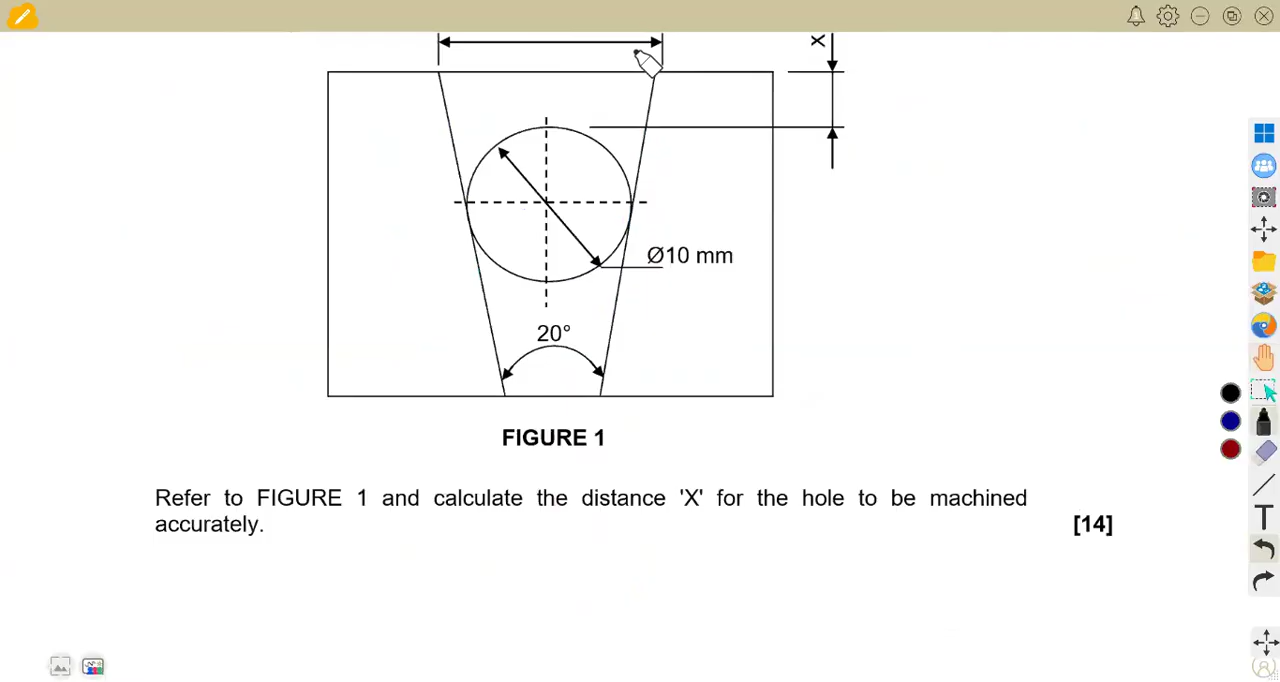 X
Ø10 mm
20°
FIGURE 1
Refer to FIGURE 1 and calculate the distance 'X' for the hole to be machined
accurately.
[14]
T